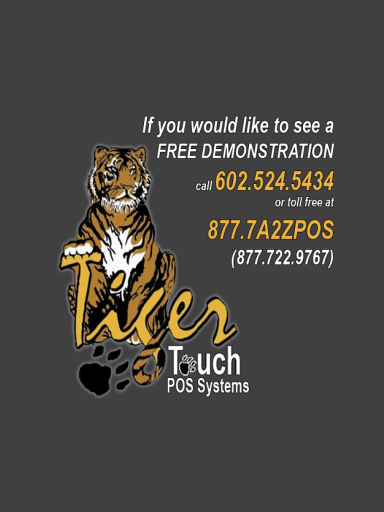 If you would like to see a
FREE DEMONSTRATION
call 602.524.5434
or toll free at
877.7A2ZPOS
(877.722.9767)
Tiger
Touch
POS Systems